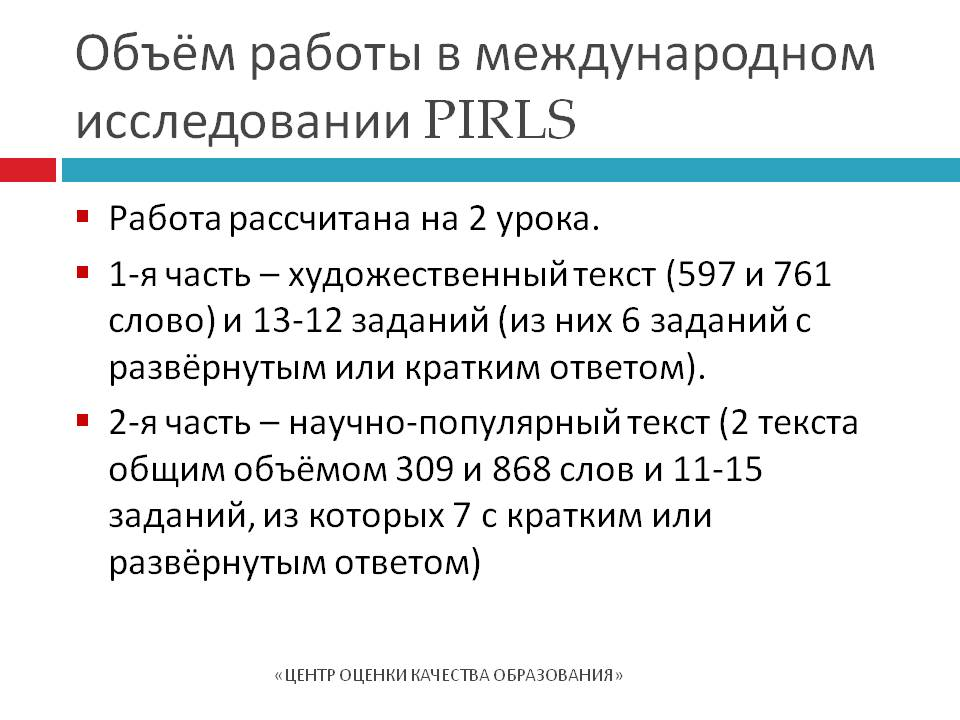 Объём работы в международном
исследовании PIRLS
Работа рассчитана на 2 урока.
1-я часть – художественный текст (597 и 761
слово) и 13-12 заданий (из них 6 заданий с
развёрнутым или кратким ответом).
2-я часть – научно-популярный текст (2 текста
общим объёмом 309 и 868 слов и 11-15
заданий, из которых 7 с кратким или
развёрнутым ответом)
«ЦЕНТР ОЦЕНКИ КАЧЕСТВА ОБРАЗОВАНИЯ»